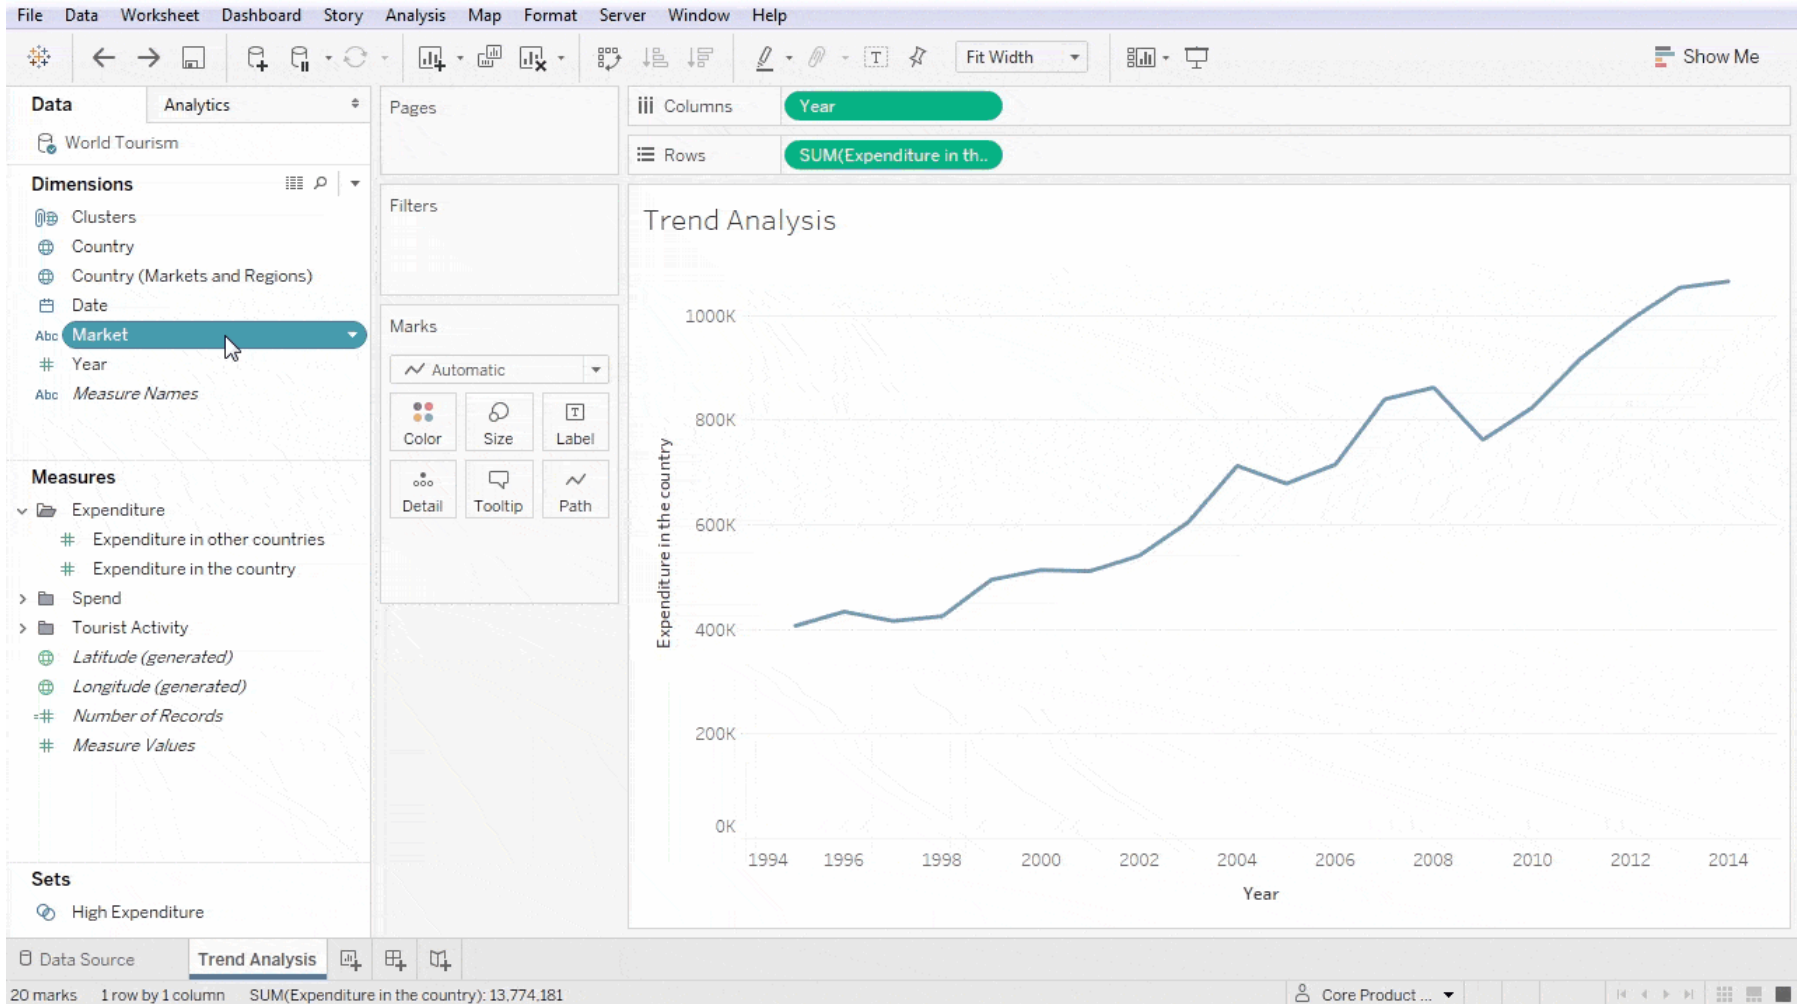 File Data Worksheet Dashboard Story Analysis Map Format Server Window Help
Fit Width
Show Me
Data
Analytics
World Tourism
Dimensions
Clusters
Country
Country (Markets and Regions)
Date
Abc Market
Year
Abc Measure Names
Measures
Expenditure
Expenditure in other countries
Expenditure in the country
Spend
Tourist Activity
Latitude (generated)
Longitude (generated)
Number of Records
Measure Values
Sets
High Expenditure
Pages
Filters
Marks
Automatic
Color Size Label
Detail Tooltip Path
Columns Year
Rows SUM(Expenditure in th..
Trend Analysis
Expenditure in the country
1000K
800K
600K
400K
200K
0K
1994 1996 1998 2000 2002 2004 2006 2008 2010 2012 2014
Year
Data Source Trend Analysis
20 marks 1 row by 1 column SUM(Expenditure in the country): 13,774,181
Core Product ...